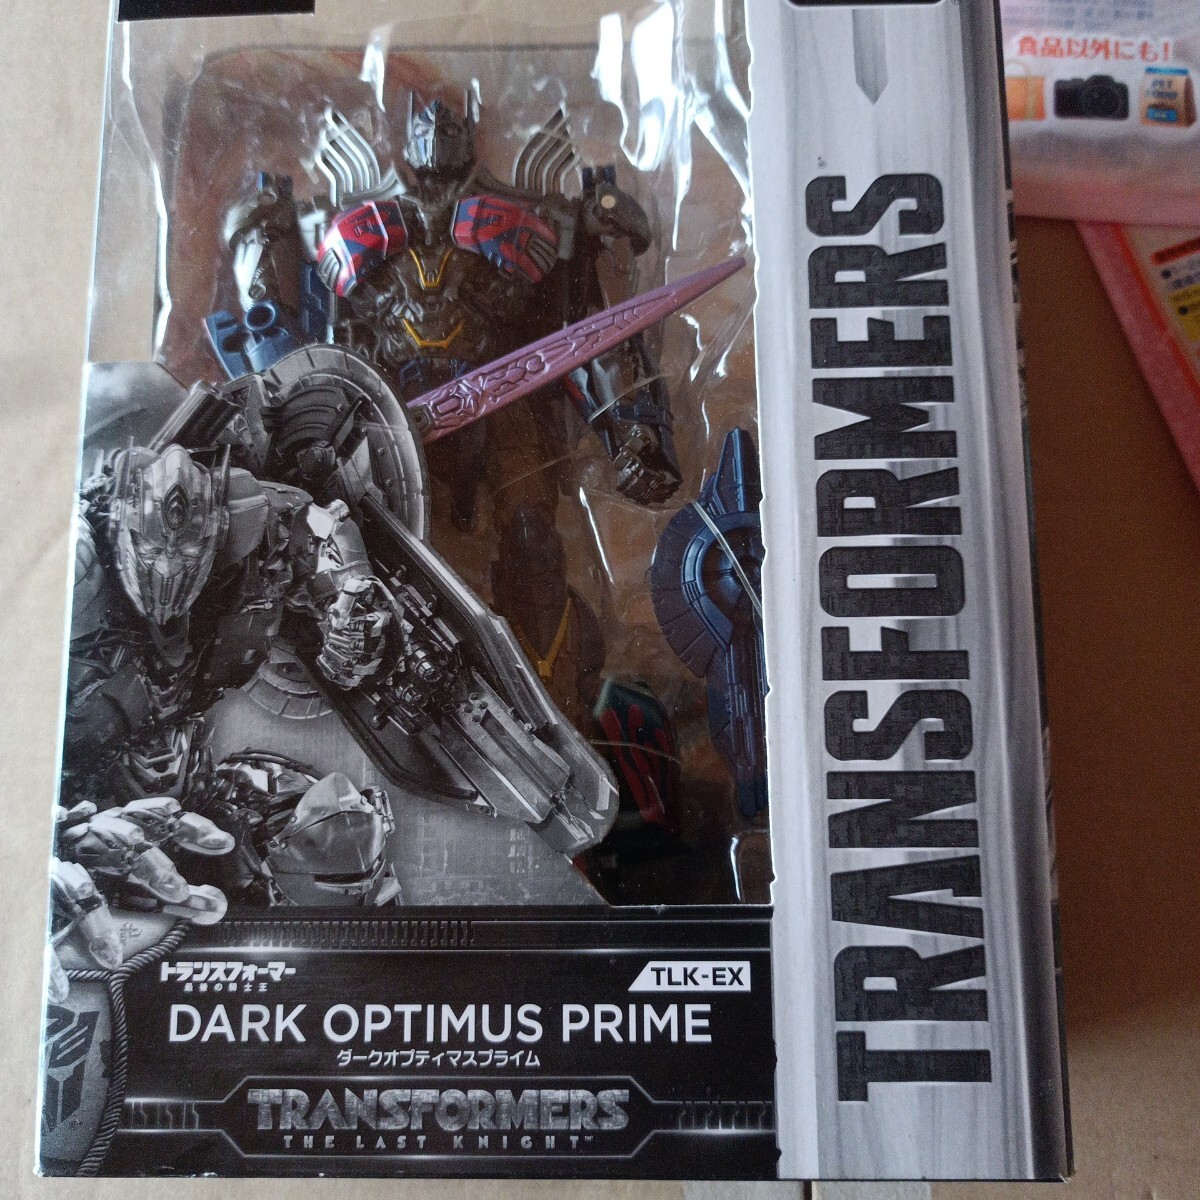 食品以外にも!
TRANSFORMERS
トランスフォーマー
最後の騎士王
TLK-EX
DARK OPTIMUS PRIME
ダークオプティマスプライム
TRANSFORMERS
THE LAST KNIGHT™